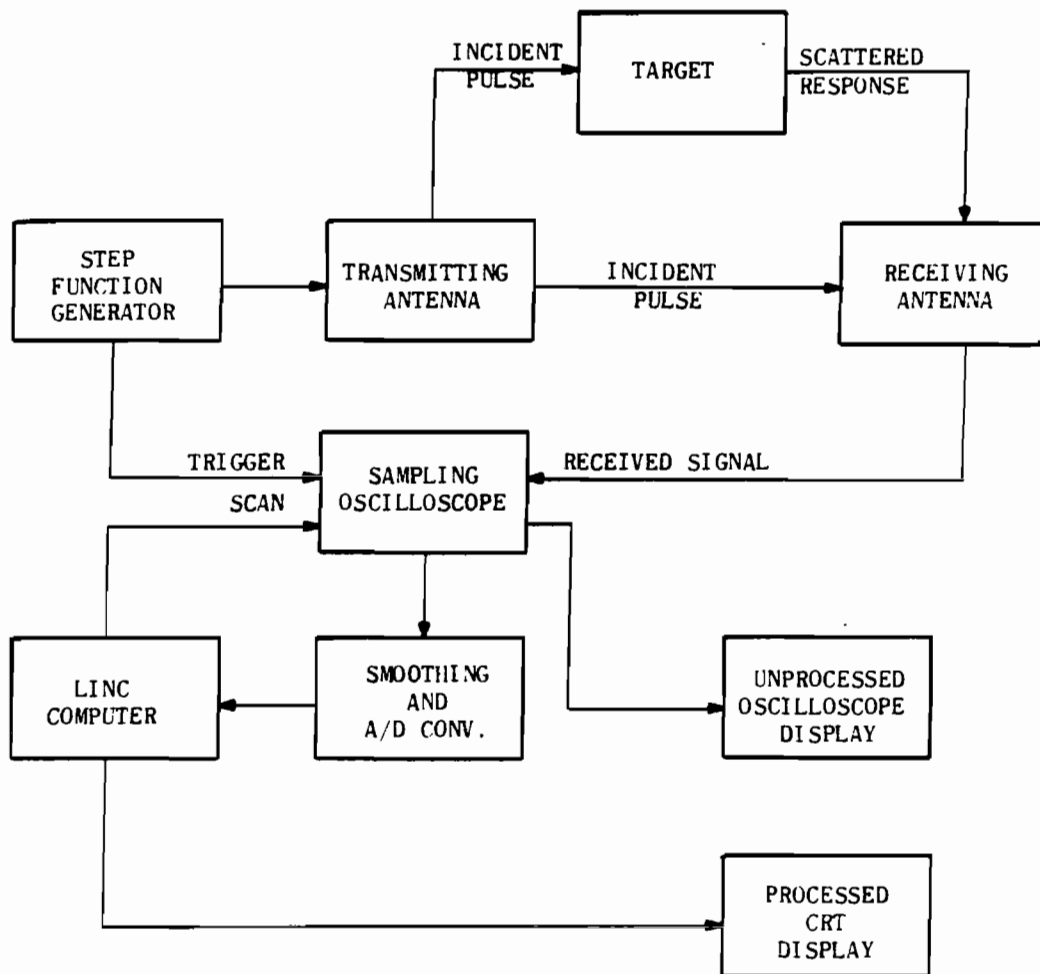 INCIDENT
PULSE
TARGET
SCATTERED
RESPONSE
STEP
FUNCTION
GENERATOR
TRANSMITTING
ANTENNA
INCIDENT
PULSE
RECEIVING
ANTENNA
TRIGGER
SCAN
SAMPLING
OSCILLOSCOPE
RECEIVED SIGNAL
LINC
COMPUTER
SMOOTHING
AND
A/D CONV.
UNPROCESSED
OSCILLOSCOPE
DISPLAY
PROCESSED
CRT
DISPLAY